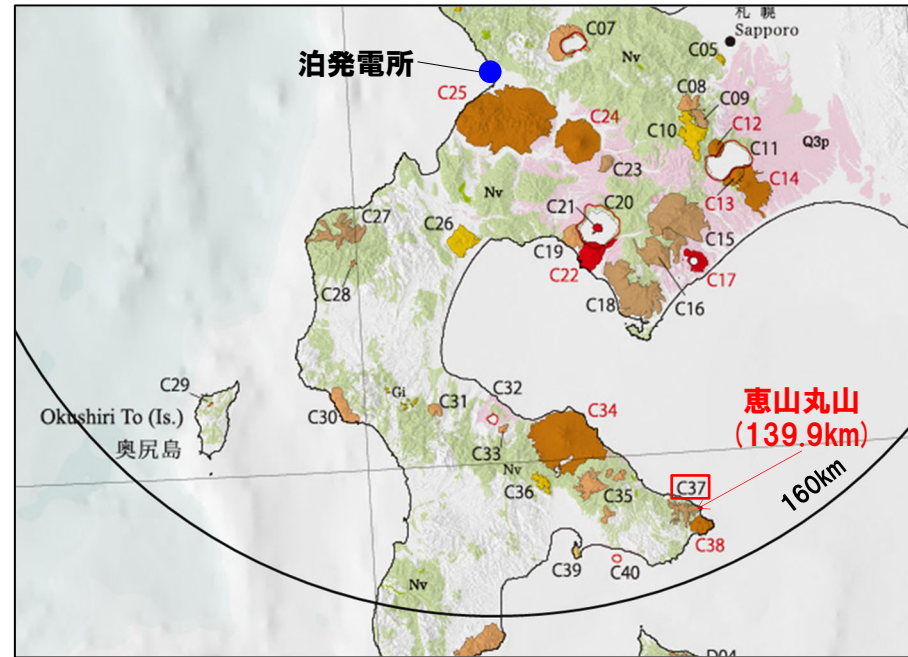 札 幌
Sapporo
C07
C05
泊発電所
Nv
C25
C08
C09
C24
C10
C12
C11
Q3p
C23
C14
Nv
C13
C27
C26
C21
C20
C15
C19
C17
C22
C28
C18
C16
C29
Okushiri To (Is.)
奥尻島
C30
Gi
C31
C32
C34
恵山丸山
(139.9km)
C33
Nv
C36
C35
C37
160km
C38
C39
C40
Nv